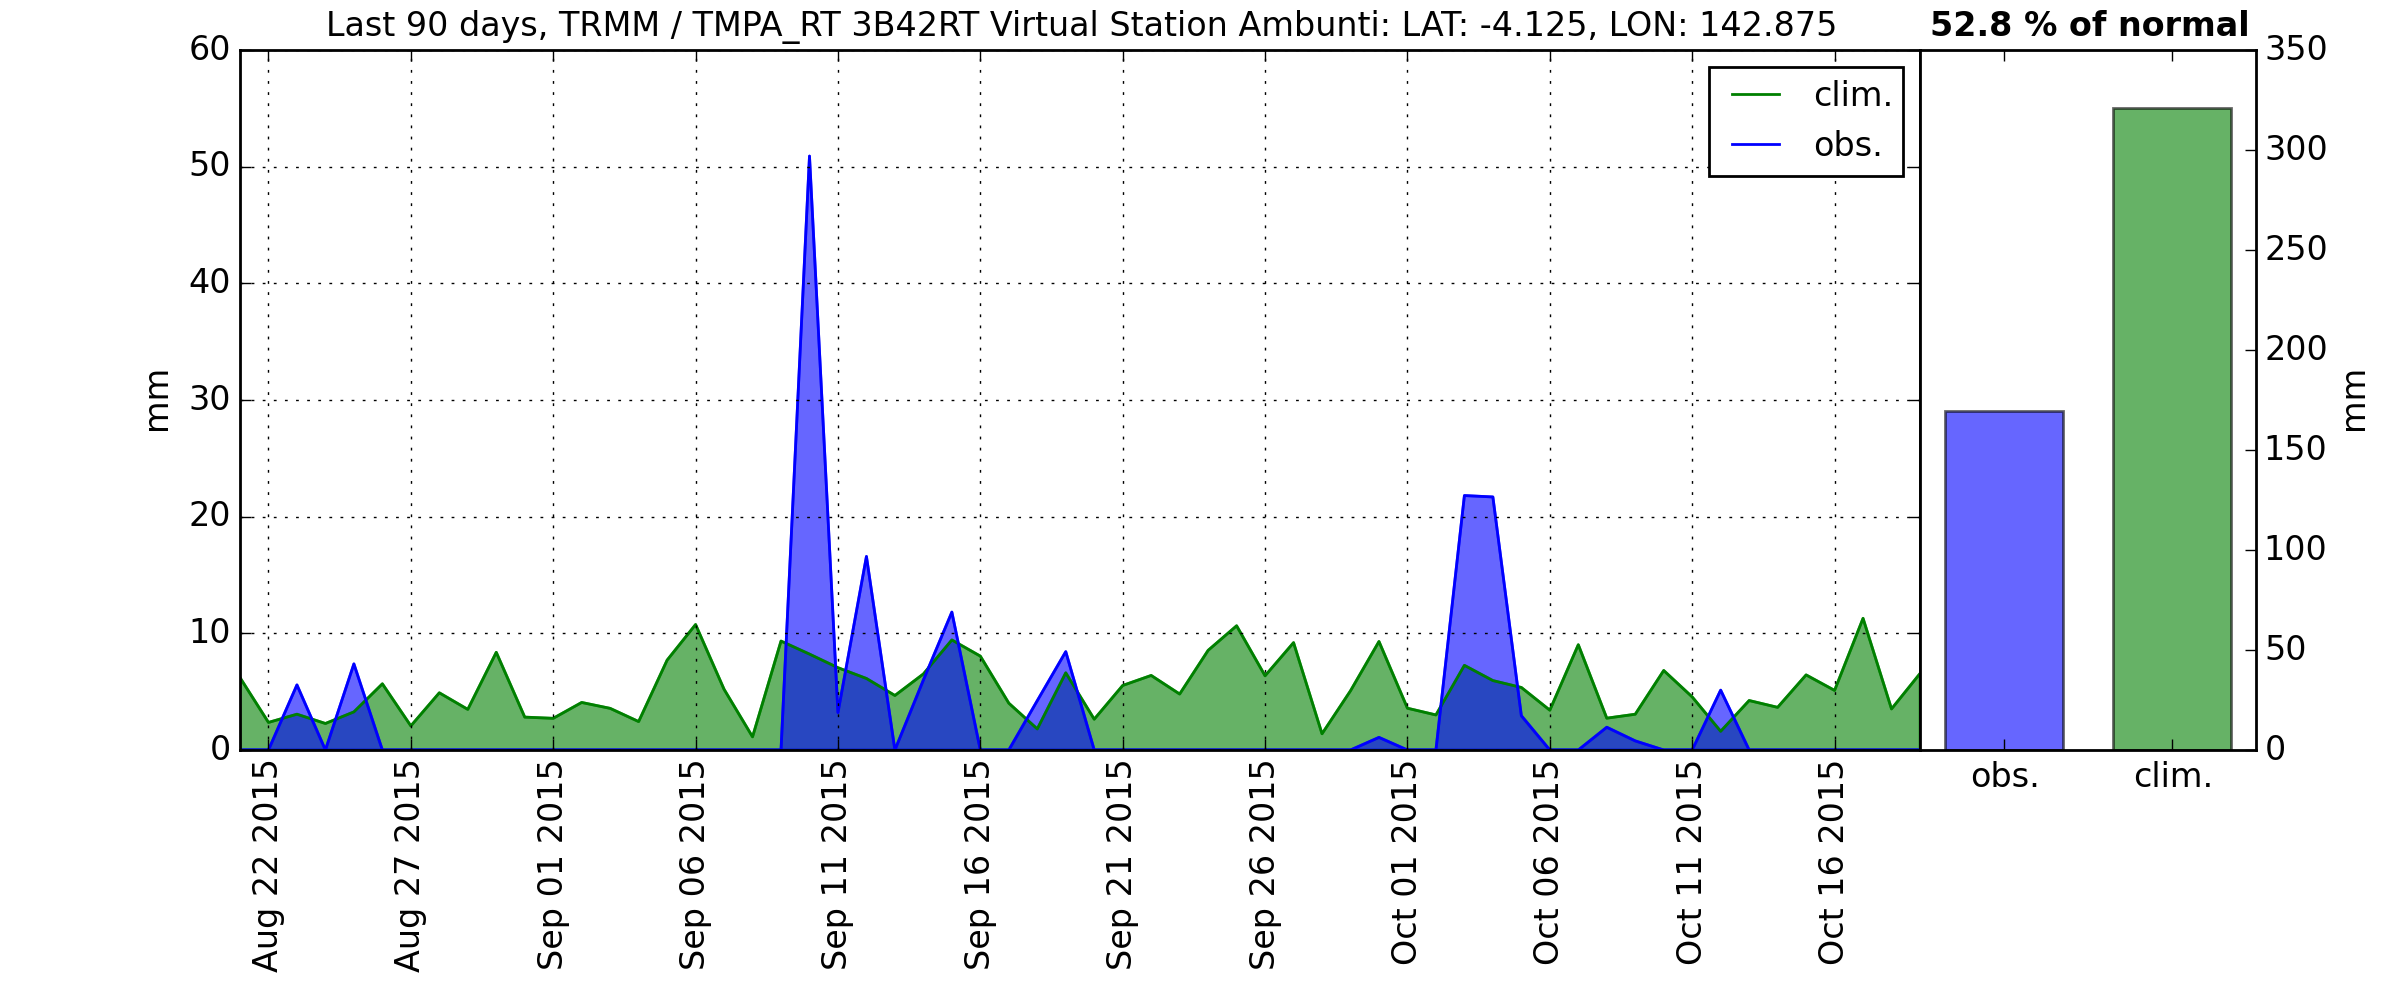 Last 90 days, TRMM / TMPA_RT 3B42RT Virtual Station Ambunti: LAT: -4.125, LON: 142.875
52.8 % of normal
60
50
40
30
20
10
0
mm
clim.
obs.
Aug 22 2015
Aug 27 2015
Sep 01 2015
Sep 06 2015
Sep 11 2015
Sep 16 2015
Sep 21 2015
Sep 26 2015
Oct 01 2015
Oct 06 2015
Oct 11 2015
Oct 16 2015
350
300
250
200
150
100
50
0
mm
obs.
clim.